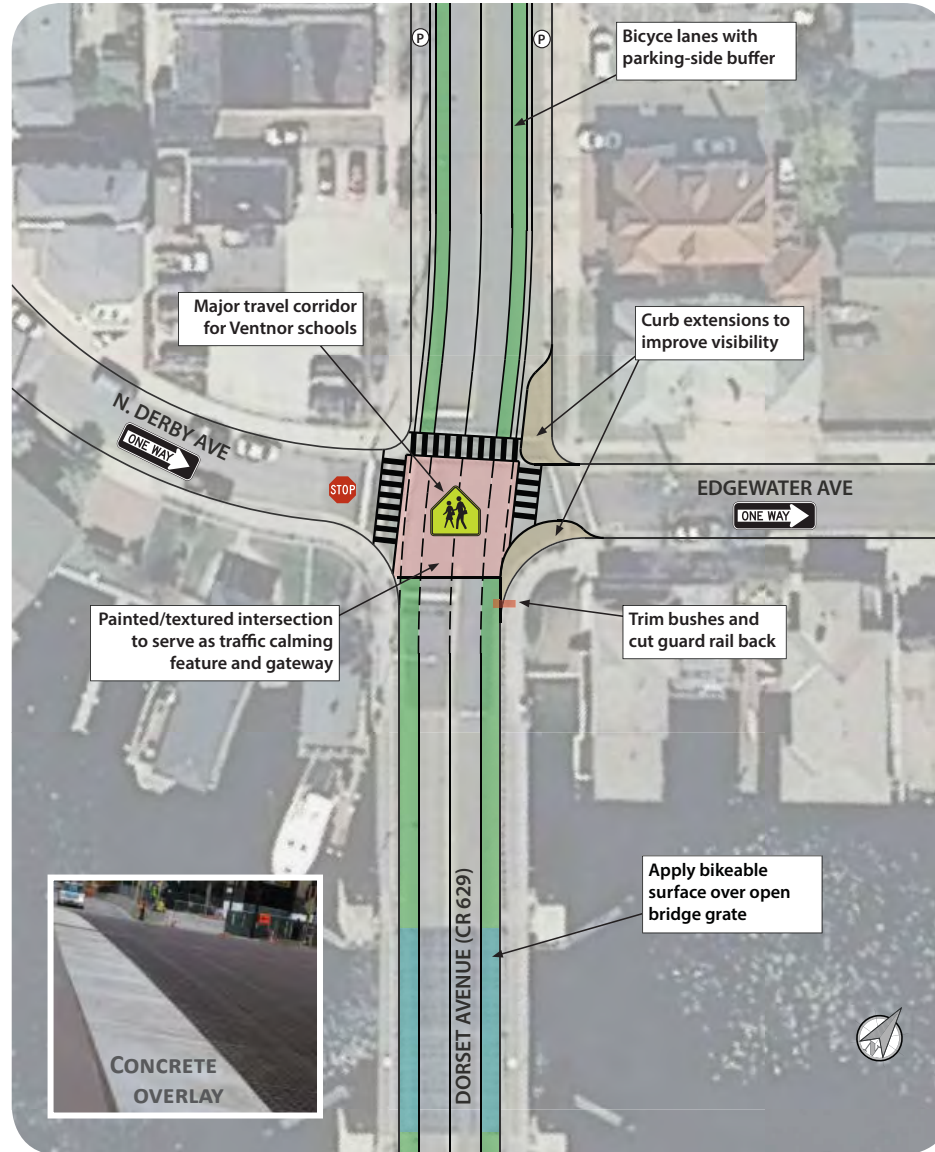 P
P
Bicycle lanes with
parking-side buffer
Major travel corridor
for Ventnor schools
Curb extensions to
improve visibility
N. DERBY AVE
ONE WAY
STOP
EDGEWATER AVE
ONE WAY
Painted/textured intersection
to serve as traffic calming
feature and gateway
Trim bushes and
cut guard rail back
Apply bikeable
surface over open
bridge grate
DORSET AVENUE (CR 629)
CONCRETE
OVERLAY